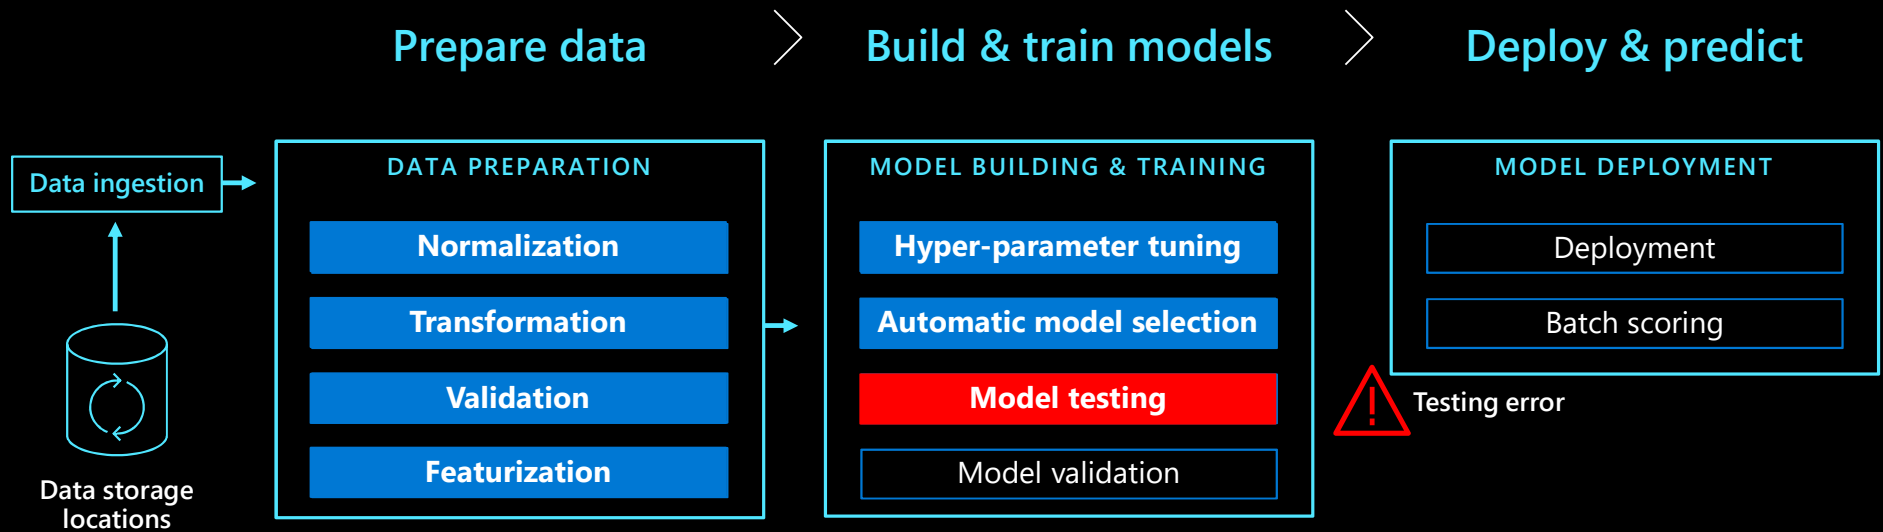 Prepare data
Build & train models
Deploy & predict
Data ingestion
Data storage
locations
DATA PREPARATION
Normalization
Transformation
Validation
Featurization
MODEL BUILDING & TRAINING
Hyper-parameter tuning
Automatic model selection
Model testing
Model validation
MODEL DEPLOYMENT
Deployment
Batch scoring
Testing error